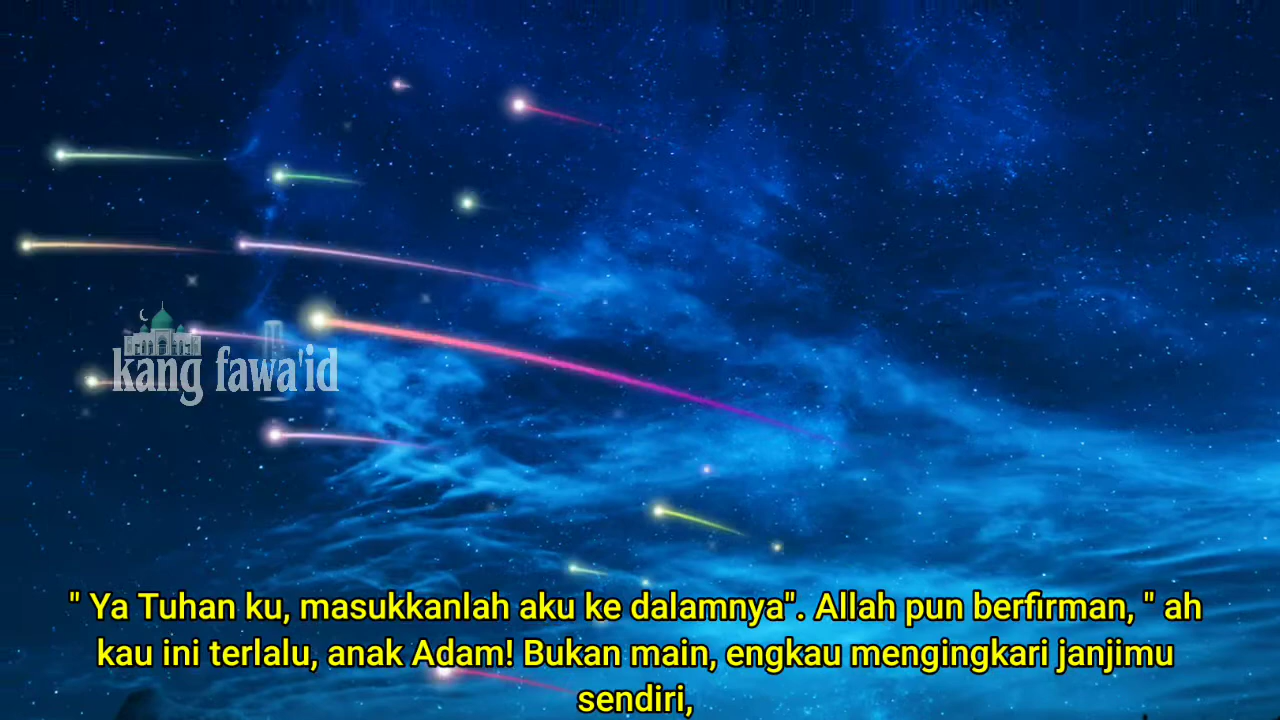 kang fawa'id
" Ya Tuhan ku, masukkanlah aku ke dalamnya". Allah pun berfirman, " ah
kau ini terlalu, anak Adam! Bukan main, engkau mengingkari janjimu
sendiri,